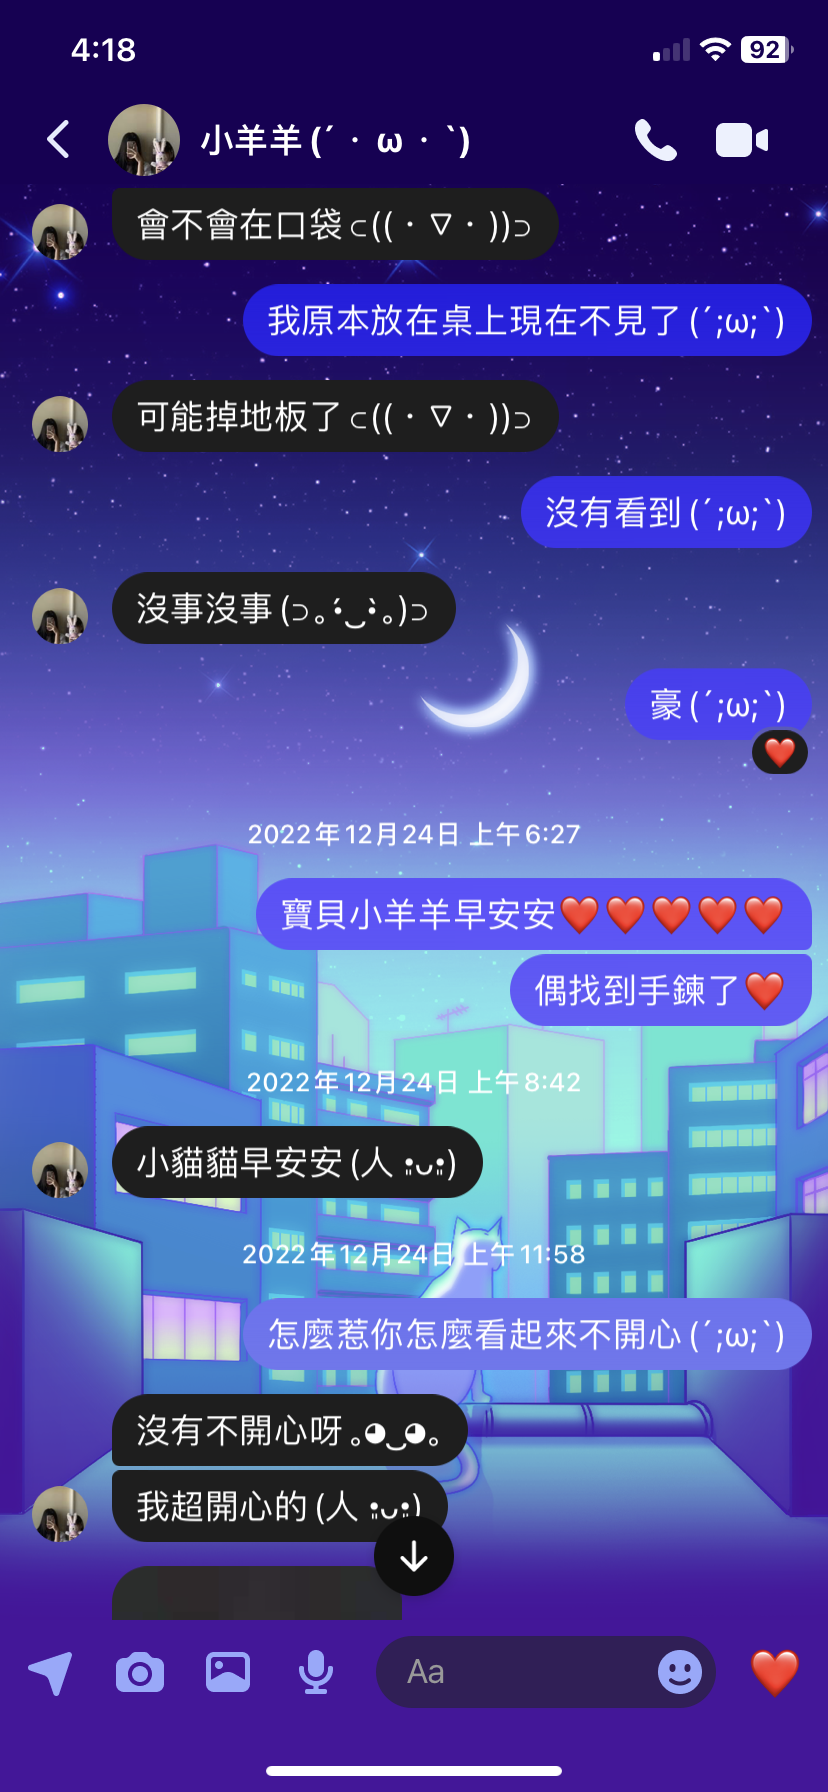 4:18
92
小羊羊 (´・ω・`)
會不會在口袋 ⊂((・▽・))⊃
我原本放在桌上現在不見了 (´;ω;`)
可能掉地板了 ⊂((・▽・))⊃
沒有看到 (´;ω;`)
沒事沒事 (⊃｡•́‿•̀｡)⊃
豪 (´;ω;`)
❤️
2022年12月24日 上午6:27
寶貝小羊羊早安安❤️❤️❤️❤️❤️
偶找到手鍊了❤️
2022年12月24日 上午8:42
小貓貓早安安 (人 •͈ᴗ•͈)
2022年12月24日 上午11:58
怎麼惹你怎麼看起來不開心 (´;ω;`)
沒有不開心呀 ｡◕‿◕｡
我超開心的 (人 •͈ᴗ•͈)
Aa